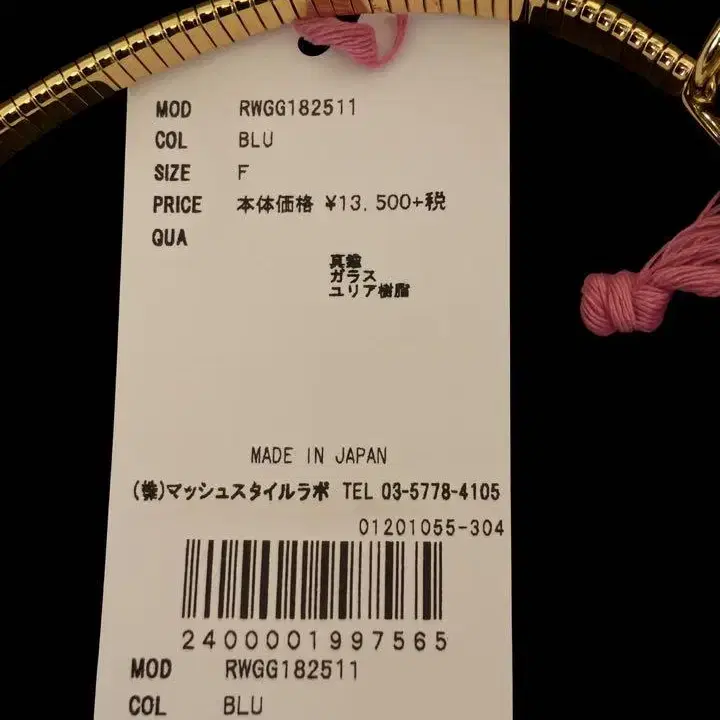 MOD RWGG182511
COL BLU
SIZE F
PRICE 本体価格 ¥13,500+税
QUA
真鍮
ガラス
ユリア樹脂
MADE IN JAPAN
(株)マッシュスタイルラボ TEL 03-5778-4105
01201055-304
2400001997565
MOD RWGG182511
COL BLU